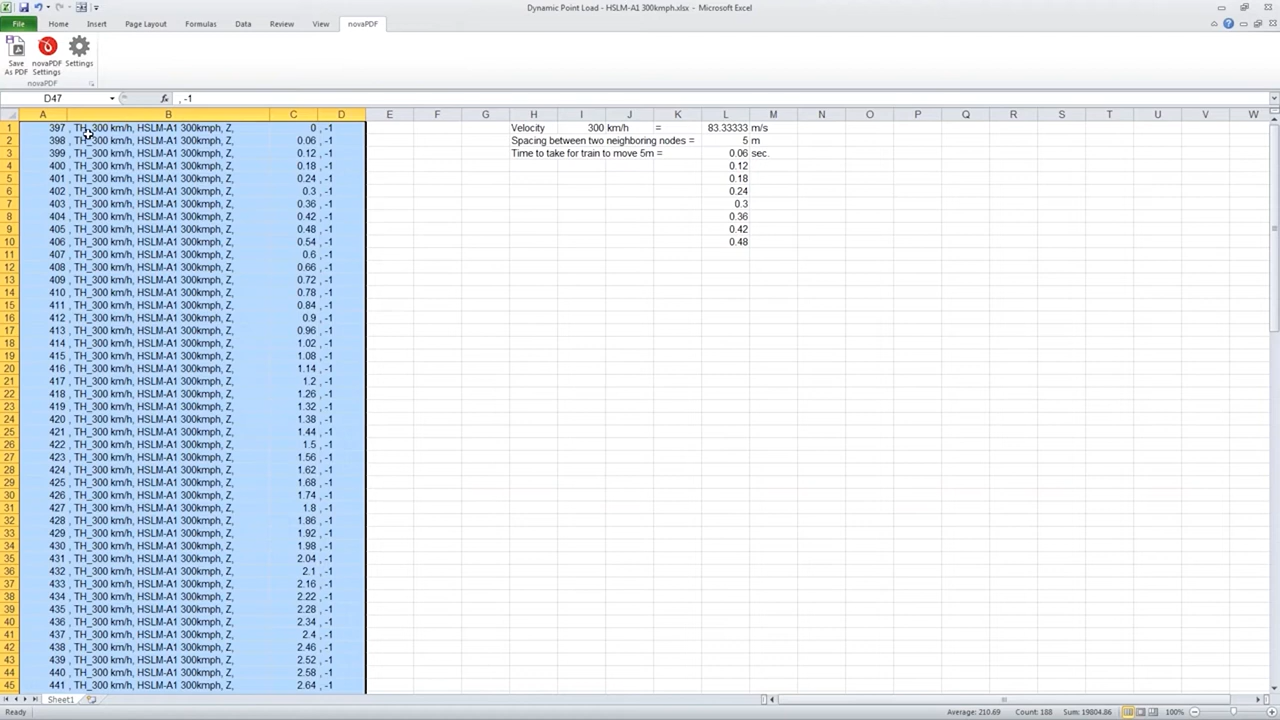 Dynamic Point Load - HSLM-A1 300kmph.xlsx - Microsoft Excel
File Home Insert Page Layout Formulas Data Review View novaPDF
Save As PDF
novaPDF Settings
Settings
novaPDF
D47 fx , -1
A B C D E F G H I J K L M N O P Q R S T U V W
1 397 , TH_300 km/h, HSLM-A1 300kmph, Z, 0 , -1 Velocity 300 km/h = 83.33333 m/s
2 398 , TH_300 km/h, HSLM-A1 300kmph, Z, 0.06 , -1 Spacing between two neighboring nodes = 5 m
3 399 , TH_300 km/h, HSLM-A1 300kmph, Z, 0.12 , -1 Time to take for train to move 5m = 0.06 sec.
4 400 , TH_300 km/h, HSLM-A1 300kmph, Z, 0.18 , -1 0.12
5 401 , TH_300 km/h, HSLM-A1 300kmph, Z, 0.24 , -1 0.18
6 402 , TH_300 km/h, HSLM-A1 300kmph, Z, 0.3 , -1 0.24
7 403 , TH_300 km/h, HSLM-A1 300kmph, Z, 0.36 , -1 0.3
8 404 , TH_300 km/h, HSLM-A1 300kmph, Z, 0.42 , -1 0.36
9 405 , TH_300 km/h, HSLM-A1 300kmph, Z, 0.48 , -1 0.42
10 406 , TH_300 km/h, HSLM-A1 300kmph, Z, 0.54 , -1 0.48
11 407 , TH_300 km/h, HSLM-A1 300kmph, Z, 0.6 , -1
12 408 , TH_300 km/h, HSLM-A1 300kmph, Z, 0.66 , -1
13 409 , TH_300 km/h, HSLM-A1 300kmph, Z, 0.72 , -1
14 410 , TH_300 km/h, HSLM-A1 300kmph, Z, 0.78 , -1
15 411 , TH_300 km/h, HSLM-A1 300kmph, Z, 0.84 , -1
16 412 , TH_300 km/h, HSLM-A1 300kmph, Z, 0.9 , -1
17 413 , TH_300 km/h, HSLM-A1 300kmph, Z, 0.96 , -1
18 414 , TH_300 km/h, HSLM-A1 300kmph, Z, 1.02 , -1
19 415 , TH_300 km/h, HSLM-A1 300kmph, Z, 1.08 , -1
20 416 , TH_300 km/h, HSLM-A1 300kmph, Z, 1.14 , -1
21 417 , TH_300 km/h, HSLM-A1 300kmph, Z, 1.2 , -1
22 418 , TH_300 km/h, HSLM-A1 300kmph, Z, 1.26 , -1
23 419 , TH_300 km/h, HSLM-A1 300kmph, Z, 1.32 , -1
24 420 , TH_300 km/h, HSLM-A1 300kmph, Z, 1.38 , -1
25 421 , TH_300 km/h, HSLM-A1 300kmph, Z, 1.44 , -1
26 422 , TH_300 km/h, HSLM-A1 300kmph, Z, 1.5 , -1
27 423 , TH_300 km/h, HSLM-A1 300kmph, Z, 1.56 , -1
28 424 , TH_300 km/h, HSLM-A1 300kmph, Z, 1.62 , -1
29 425 , TH_300 km/h, HSLM-A1 300kmph, Z, 1.68 , -1
30 426 , TH_300 km/h, HSLM-A1 300kmph, Z, 1.74 , -1
31 427 , TH_300 km/h, HSLM-A1 300kmph, Z, 1.8 , -1
32 428 , TH_300 km/h, HSLM-A1 300kmph, Z, 1.86 , -1
33 429 , TH_300 km/h, HSLM-A1 300kmph, Z, 1.92 , -1
34 430 , TH_300 km/h, HSLM-A1 300kmph, Z, 1.98 , -1
35 431 , TH_300 km/h, HSLM-A1 300kmph, Z, 2.04 , -1
36 432 , TH_300 km/h, HSLM-A1 300kmph, Z, 2.1 , -1
37 433 , TH_300 km/h, HSLM-A1 300kmph, Z, 2.16 , -1
38 434 , TH_300 km/h, HSLM-A1 300kmph, Z, 2.22 , -1
39 435 , TH_300 km/h, HSLM-A1 300kmph, Z, 2.28 , -1
40 436 , TH_300 km/h, HSLM-A1 300kmph, Z, 2.34 , -1
41 437 , TH_300 km/h, HSLM-A1 300kmph, Z, 2.4 , -1
42 438 , TH_300 km/h, HSLM-A1 300kmph, Z, 2.46 , -1
43 439 , TH_300 km/h, HSLM-A1 300kmph, Z, 2.52 , -1
44 440 , TH_300 km/h, HSLM-A1 300kmph, Z, 2.58 , -1
45 441 , TH_300 km/h, HSLM-A1 300kmph, Z, 2.64 , -1
Sheet1
Ready Average: 210.69 Count: 188 Sum: 19804.86 100%